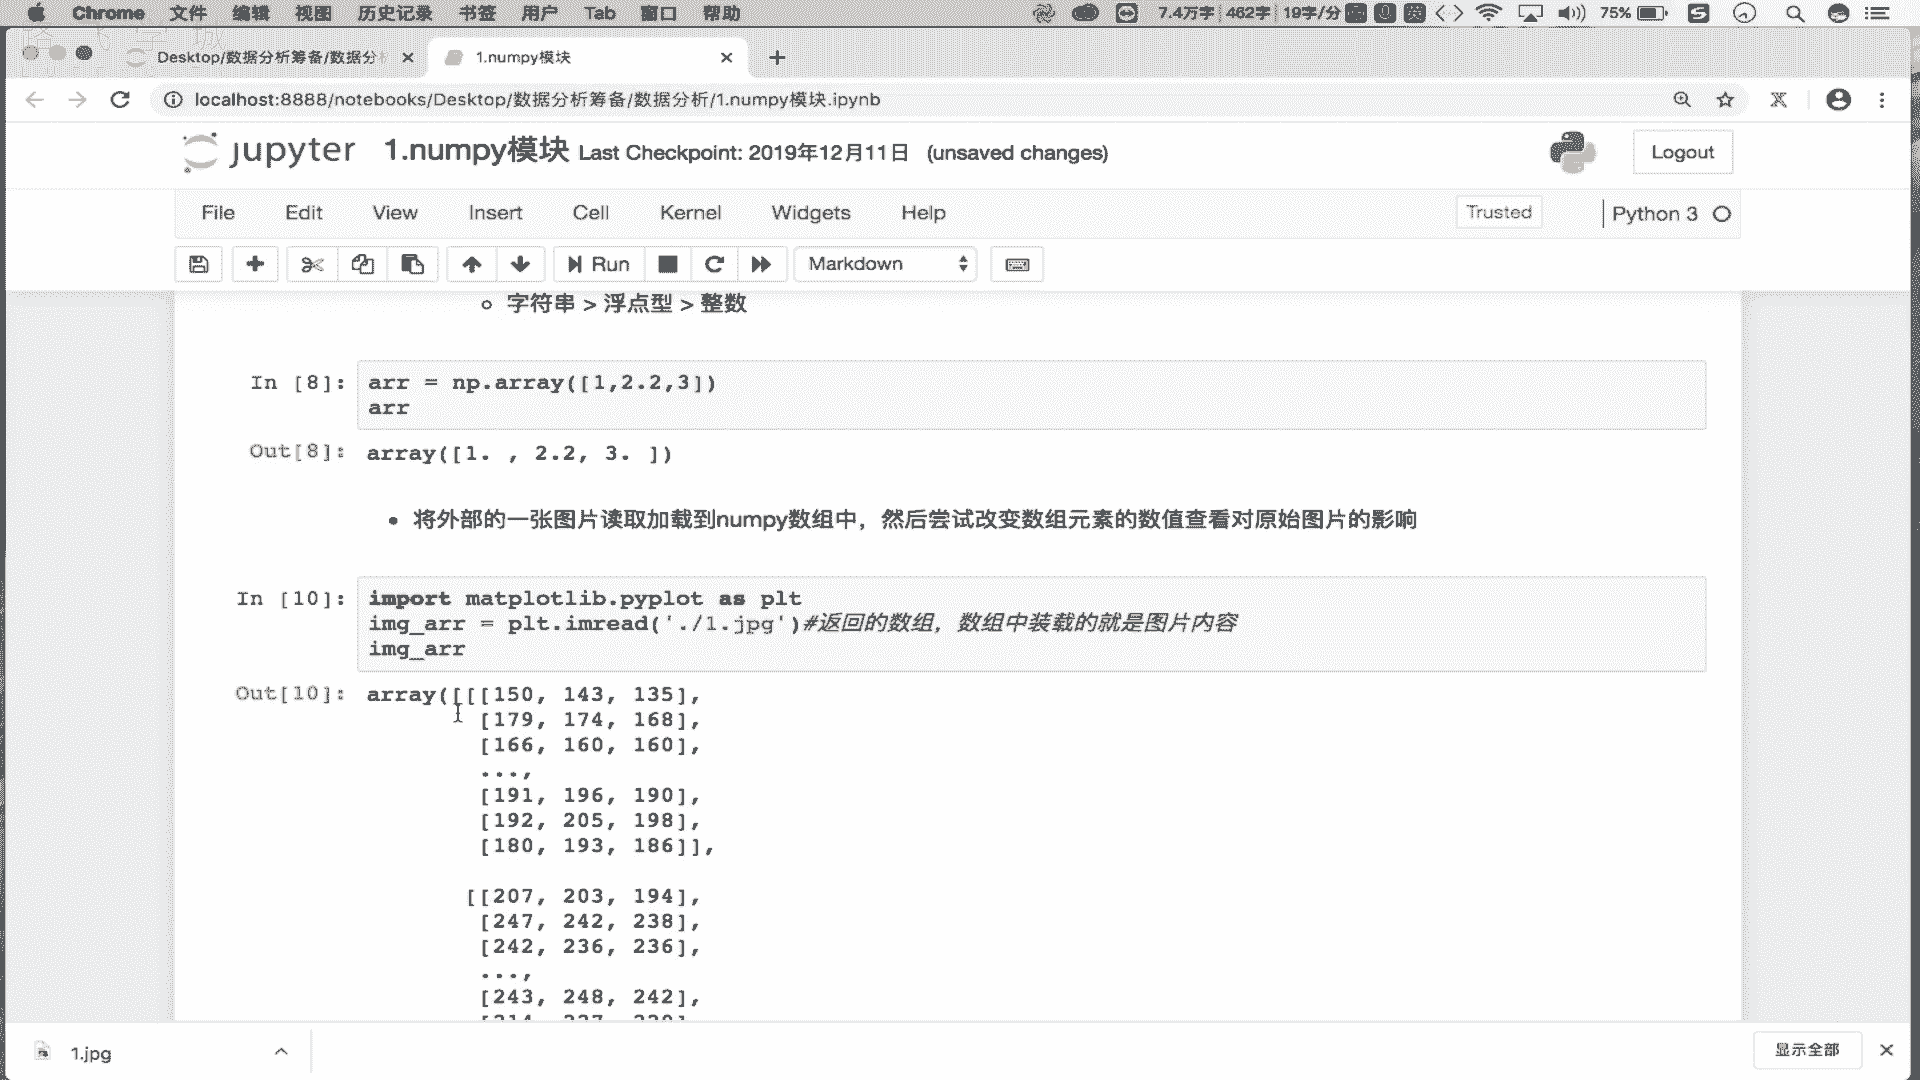 Chrome 文件 编辑 视图 历史记录 书签 用户 Tab 窗口 帮助 7.4万字 462字 19字/分 英 75%
Desktop/数据分析筹备/数据分析 1.numpy模块
localhost:8888/notebooks/Desktop/数据分析筹备/数据分析/1.numpy模块.ipynb
jupyter 1.numpy模块 Last Checkpoint: 2019年12月11日 (unsaved changes) Logout
File Edit View Insert Cell Kernel Widgets Help Trusted Python 3
Run Markdown
字符串 > 浮点型 > 整数
In [8]: arr = np.array([1,2.2,3])
arr
Out[8]: array([1. , 2.2, 3. ])
将外部的一张图片读取加载到numpy数组中，然后尝试改变数组元素的数值查看对原始图片的影响
In [10]: import matplotlib.pyplot as plt
img_arr = plt.imread('./1.jpg')#返回的数组，数组中装载的就是图片内容
img_arr
Out[10]: array([[[150, 143, 135],
[179, 174, 168],
[166, 160, 160],
...,
[191, 196, 190],
[192, 205, 198],
[180, 193, 186]],
[[207, 203, 194],
[247, 242, 238],
[242, 236, 236],
...,
[243, 248, 242],
1.jpg 显示全部